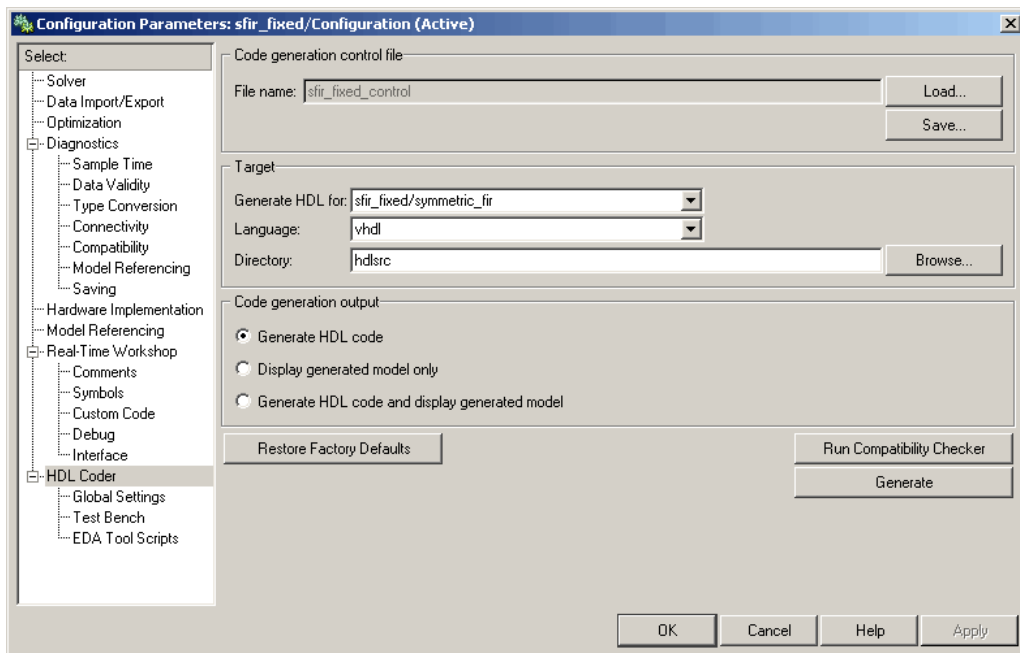 Configuration Parameters: sfir_fixed/Configuration (Active)
Select:
Solver
Data Import/Export
Optimization
Diagnostics
Sample Time
Data Validity
Type Conversion
Connectivity
Compatibility
Model Referencing
Saving
Hardware Implementation
Model Referencing
Real-Time Workshop
Comments
Symbols
Custom Code
Debug
Interface
HDL Coder
Global Settings
Test Bench
EDA Tool Scripts
Code generation control file
File name: sfir_fixed_control Load...
Save...
Target
Generate HDL for: sfir_fixed/symmetric_fir
Language: vhdl
Directory: hdlsrc Browse...
Code generation output
Generate HDL code
Display generated model only
Generate HDL code and display generated model
Restore Factory Defaults Run Compatibility Checker
Generate
OK Cancel Help Apply